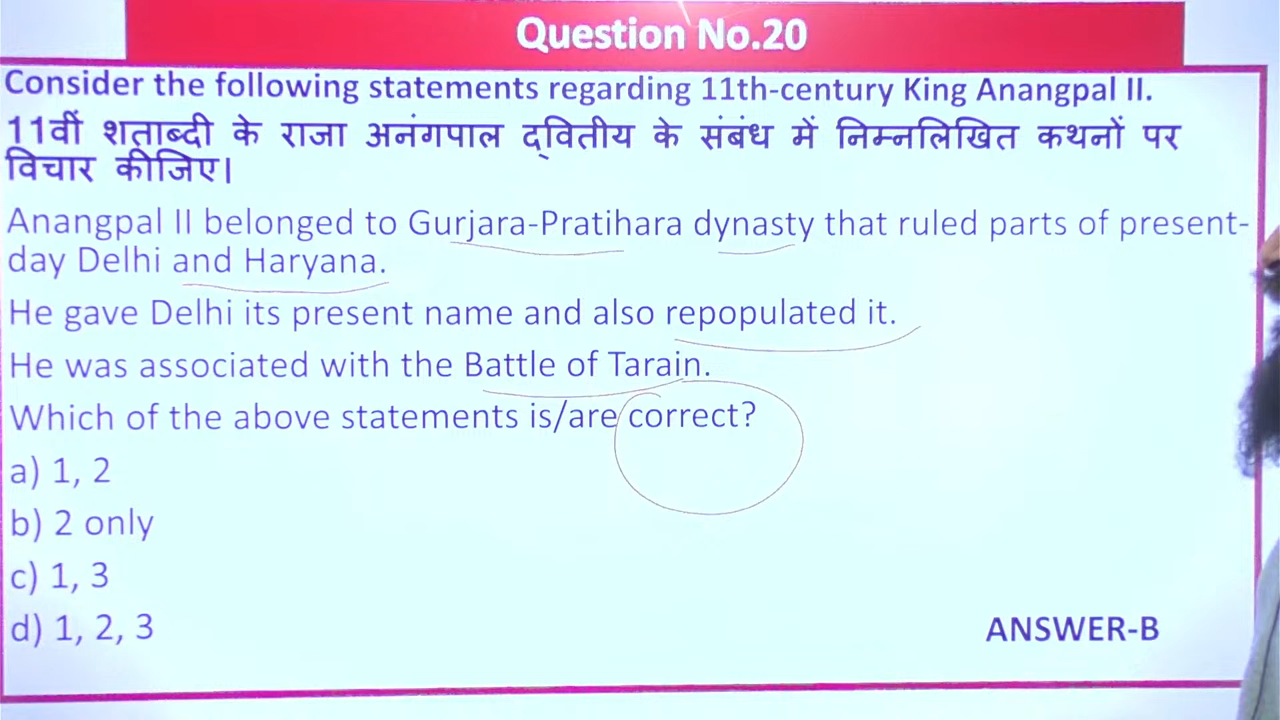 Question No.20
Consider the following statements regarding 11th-century King Anangpal II.
11वीं शताब्दी के राजा अनंगपाल द्वितीय के संबंध में निम्नलिखित कथनों पर
विचार कीजिए।
Anangpal II belonged to Gurjara-Pratihara dynasty that ruled parts of present-
day Delhi and Haryana.
He gave Delhi its present name and also repopulated it.
He was associated with the Battle of Tarain.
Which of the above statements is/are correct?
a) 1, 2
b) 2 only
c) 1, 3
d) 1, 2, 3
ANSWER-B